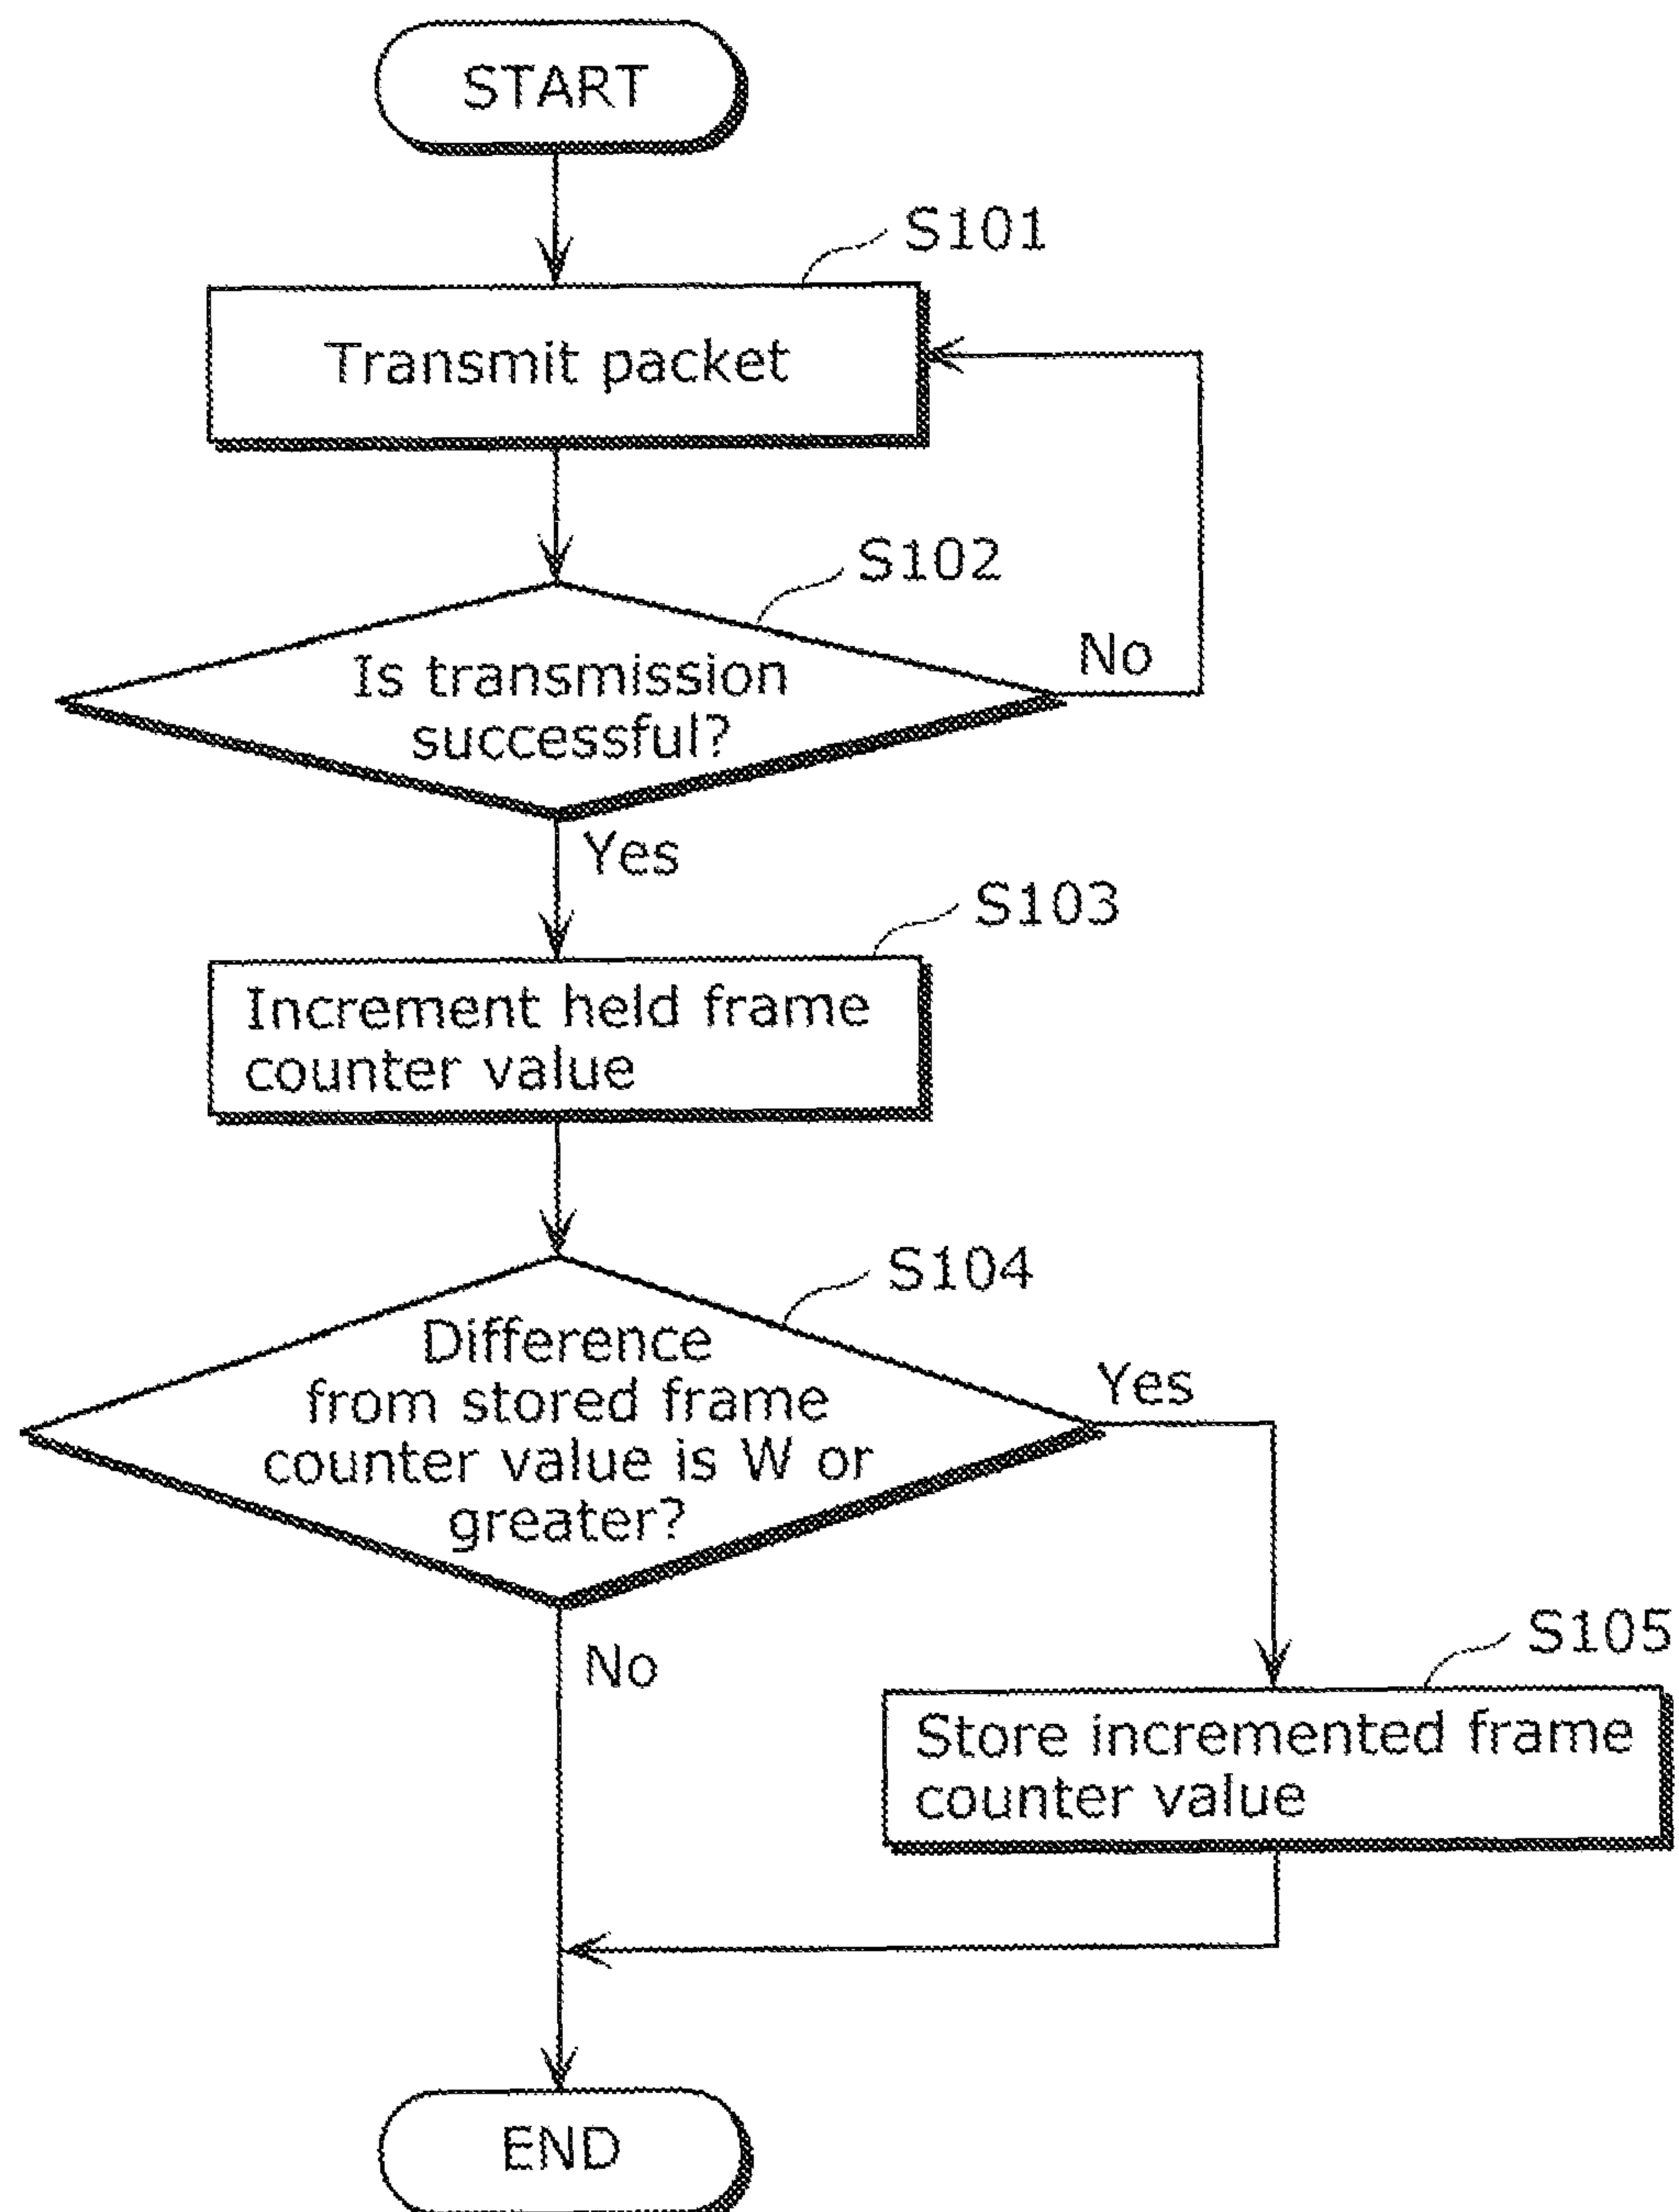 START
S101
Transmit packet
S102
Is transmission
successful?
No
Yes
S103
Increment held frame
counter value
S104
Difference
from stored frame
counter value is W or
greater?
Yes
No
S105
Store incremented frame
counter value
END